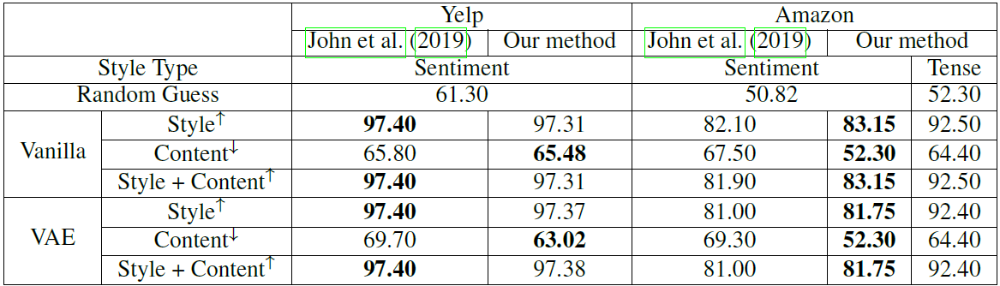 Yelp Amazon
John et al. (2019) Our method John et al. (2019) Our method
Style Type Sentiment Sentiment Tense
Random Guess 61.30 50.82 52.30
Vanilla Style↑ 97.40 97.31 82.10 83.15 92.50
Content↓ 65.80 65.48 67.50 52.30 64.40
Style + Content↑ 97.40 97.31 81.90 83.15 92.50
VAE Style↑ 97.40 97.37 81.00 81.75 92.40
Content↓ 69.70 63.02 69.30 52.30 64.40
Style + Content↑ 97.40 97.38 81.00 81.75 92.40